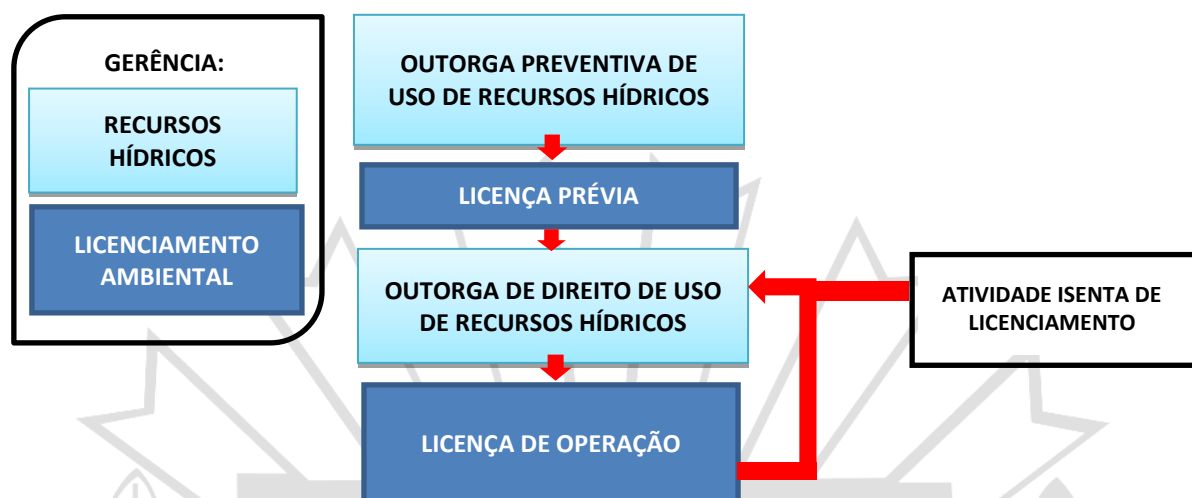 GERÊNCIA:
RECURSOS
HÍDRICOS
LICENCIAMENTO
AMBIENTAL
OUTORGA PREVENTIVA DE
USO DE RECURSOS HÍDRICOS
LICENÇA PRÉVIA
OUTORGA DE DIREITO DE USO
DE RECURSOS HÍDRICOS
LICENÇA DE OPERAÇÃO
ATIVIDADE ISENTA DE
LICENCIAMENTO